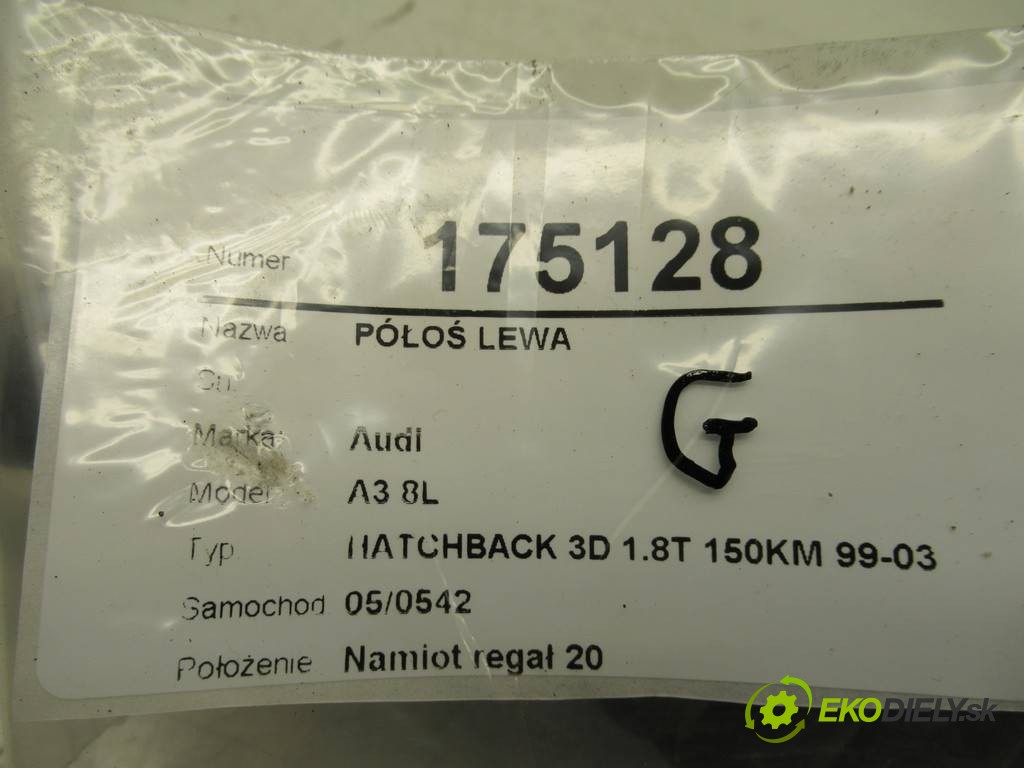 Numer 175128
Nazwa PÓŁOŚ LEWA
G
Marka Audi
Model A3 8L
Typ HATCHBACK 3D 1.8T 150KM 99-03
Samochod 05/0542
Położenie Namiot regał 20
EKODIELY.sk